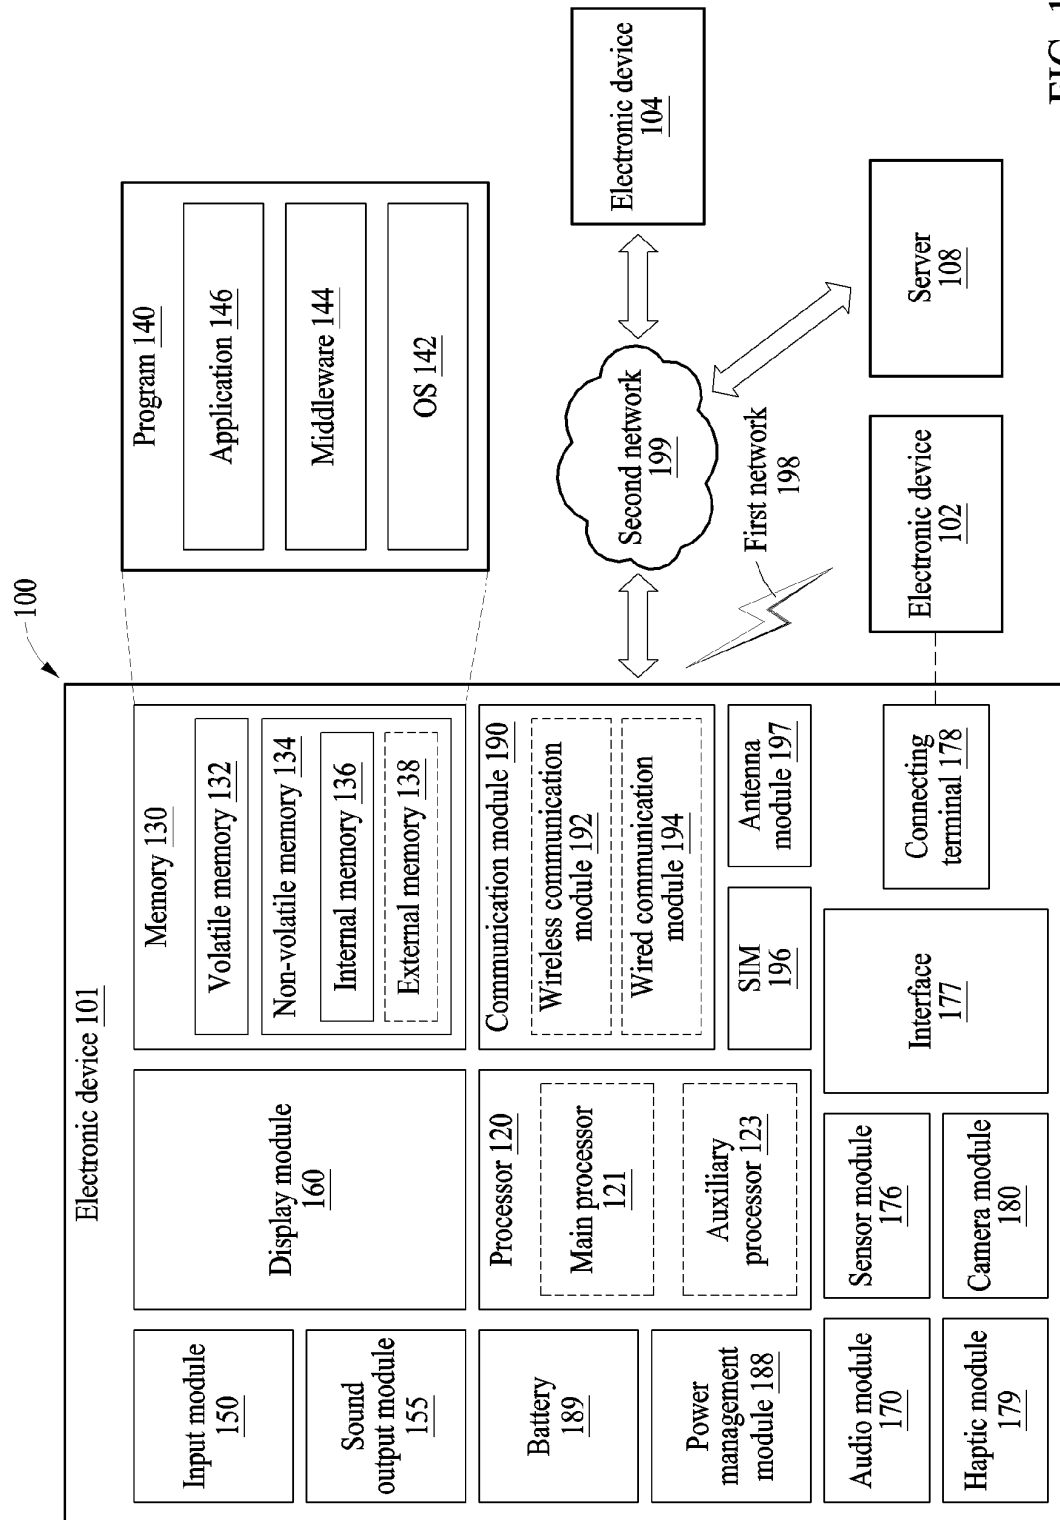 100
Electronic device 101
Input module
150
Sound
output module
155
Battery
189
Power
management
module 188
Audio module
170
Haptic module
179
Display module
160
Processor 120
Main processor
121
Auxiliary
processor 123
Sensor module
176
Camera module
180
Memory 130
Volatile memory 132
Non-volatile memory 134
Internal memory 136
External memory 138
Communication module 190
Wireless communication
module 192
Wired communication
module 194
SIM
196
Antenna
module 197
Interface
177
Connecting
terminal 178
Program 140
Application 146
Middleware 144
OS 142
Second network
199
First network
198
Electronic device
104
Server
108
Electronic device
102